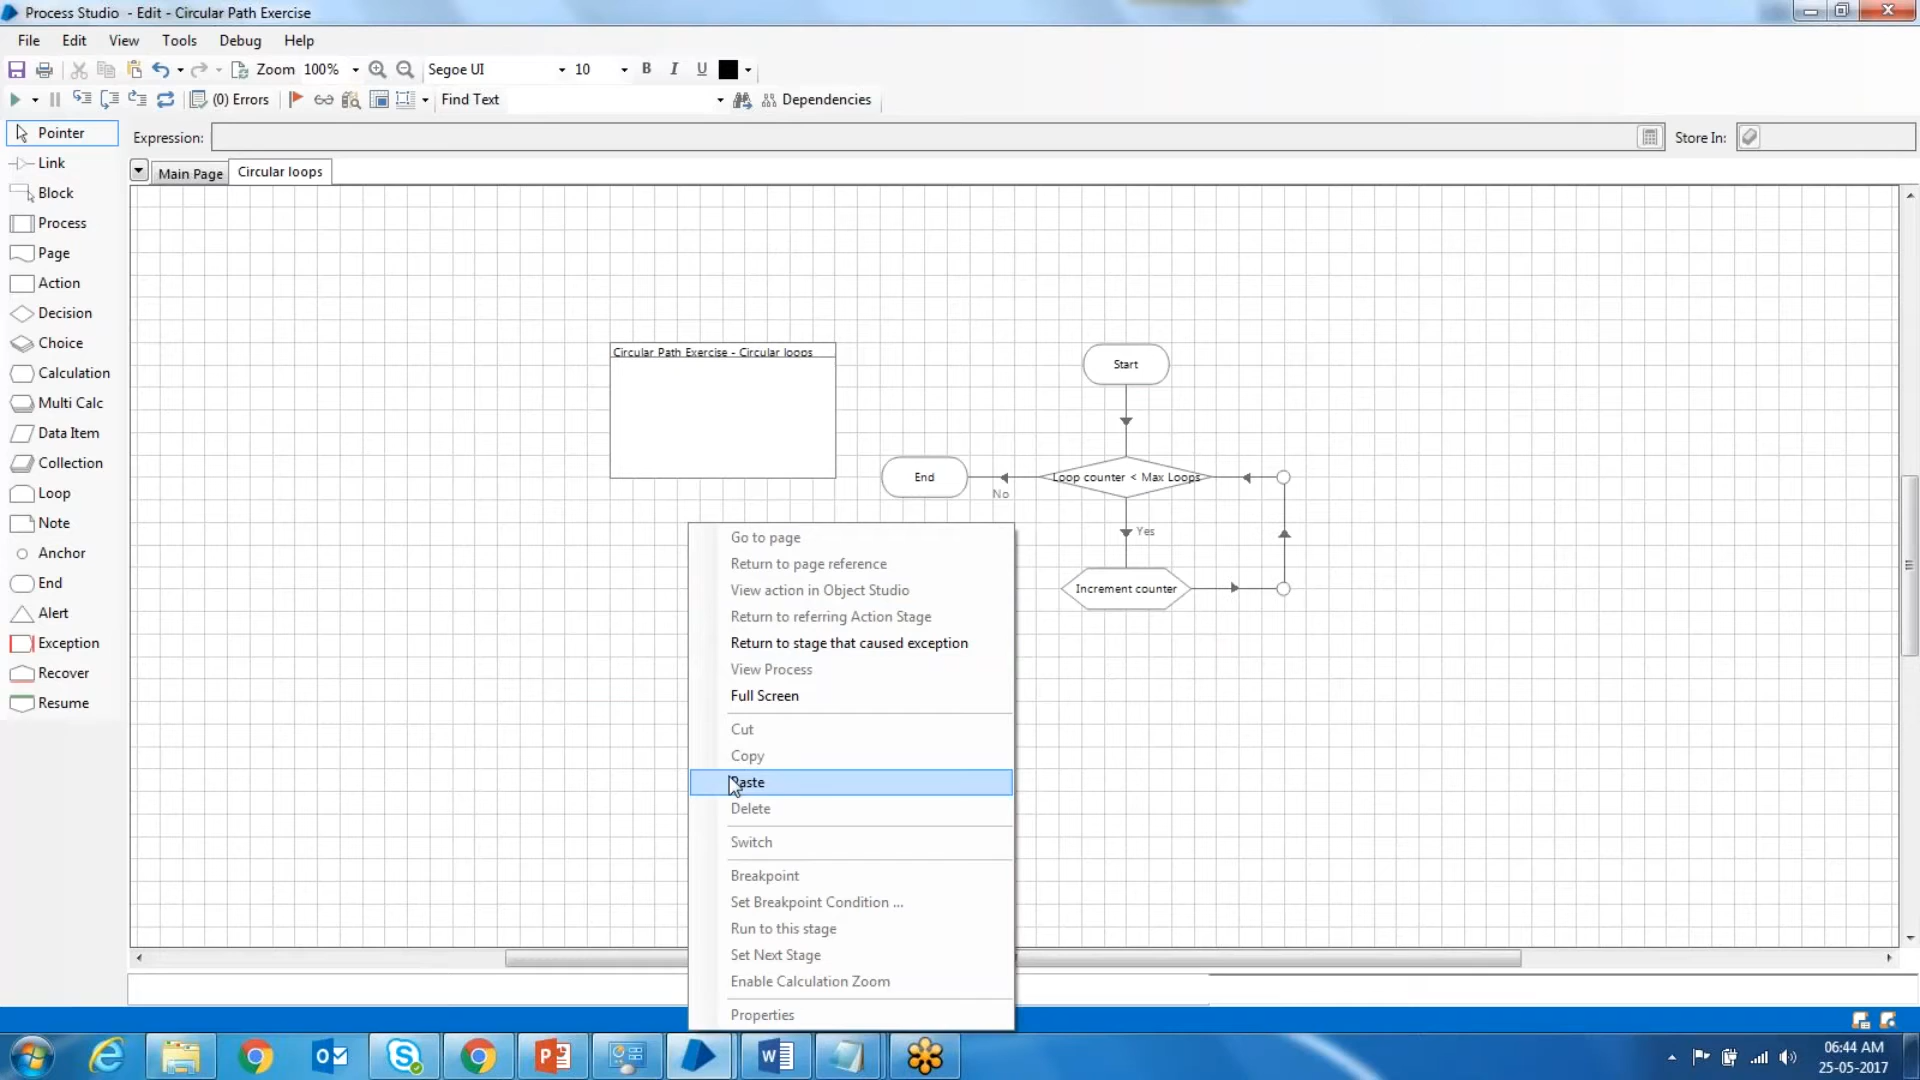 Process Studio - Edit - Circular Path Exercise
File Edit View Tools Debug Help
Zoom 100% Segoe UI 10 B I U
(0) Errors Find Text Dependencies
Pointer
Expression: Store In:
Link
Main Page Circular loops
Block
Process
Page
Action
Decision
Choice
Calculation
Multi Calc
Data Item
Collection
Loop
Note
Anchor
End
Alert
Exception
Recover
Resume
Circular Path Exercise - Circular loops
Start
End
No
Loop counter < Max Loops
Yes
Increment counter
Go to page
Return to page reference
View action in Object Studio
Return to referring Action Stage
Return to stage that caused exception
View Process
Full Screen
Cut
Copy
Paste
Delete
Switch
Breakpoint
Set Breakpoint Condition ...
Run to this stage
Set Next Stage
Enable Calculation Zoom
Properties
06:44 AM
25-05-2017